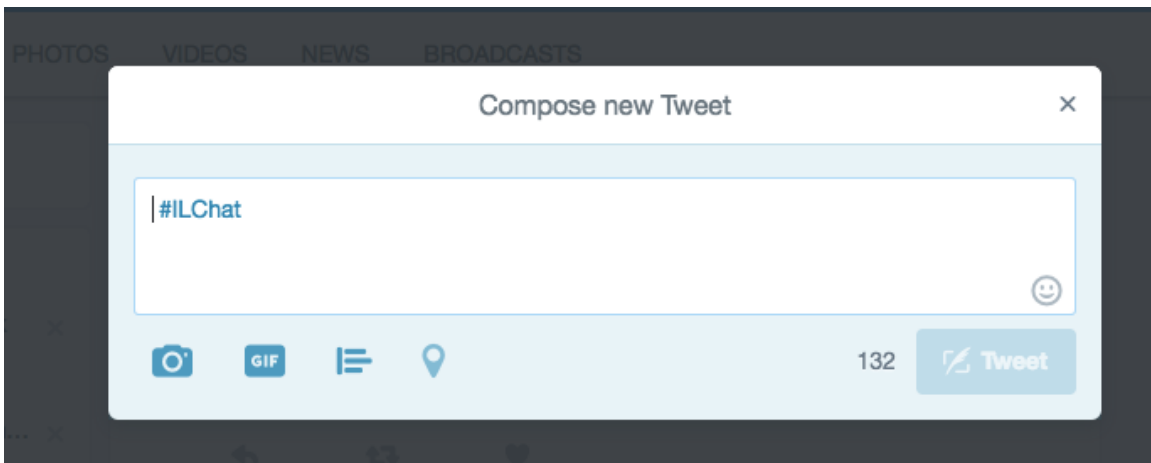 PHOTOS VIDEOS NEWS BROADCASTS
Compose new Tweet
#ILChat
GIF
132 Tweet